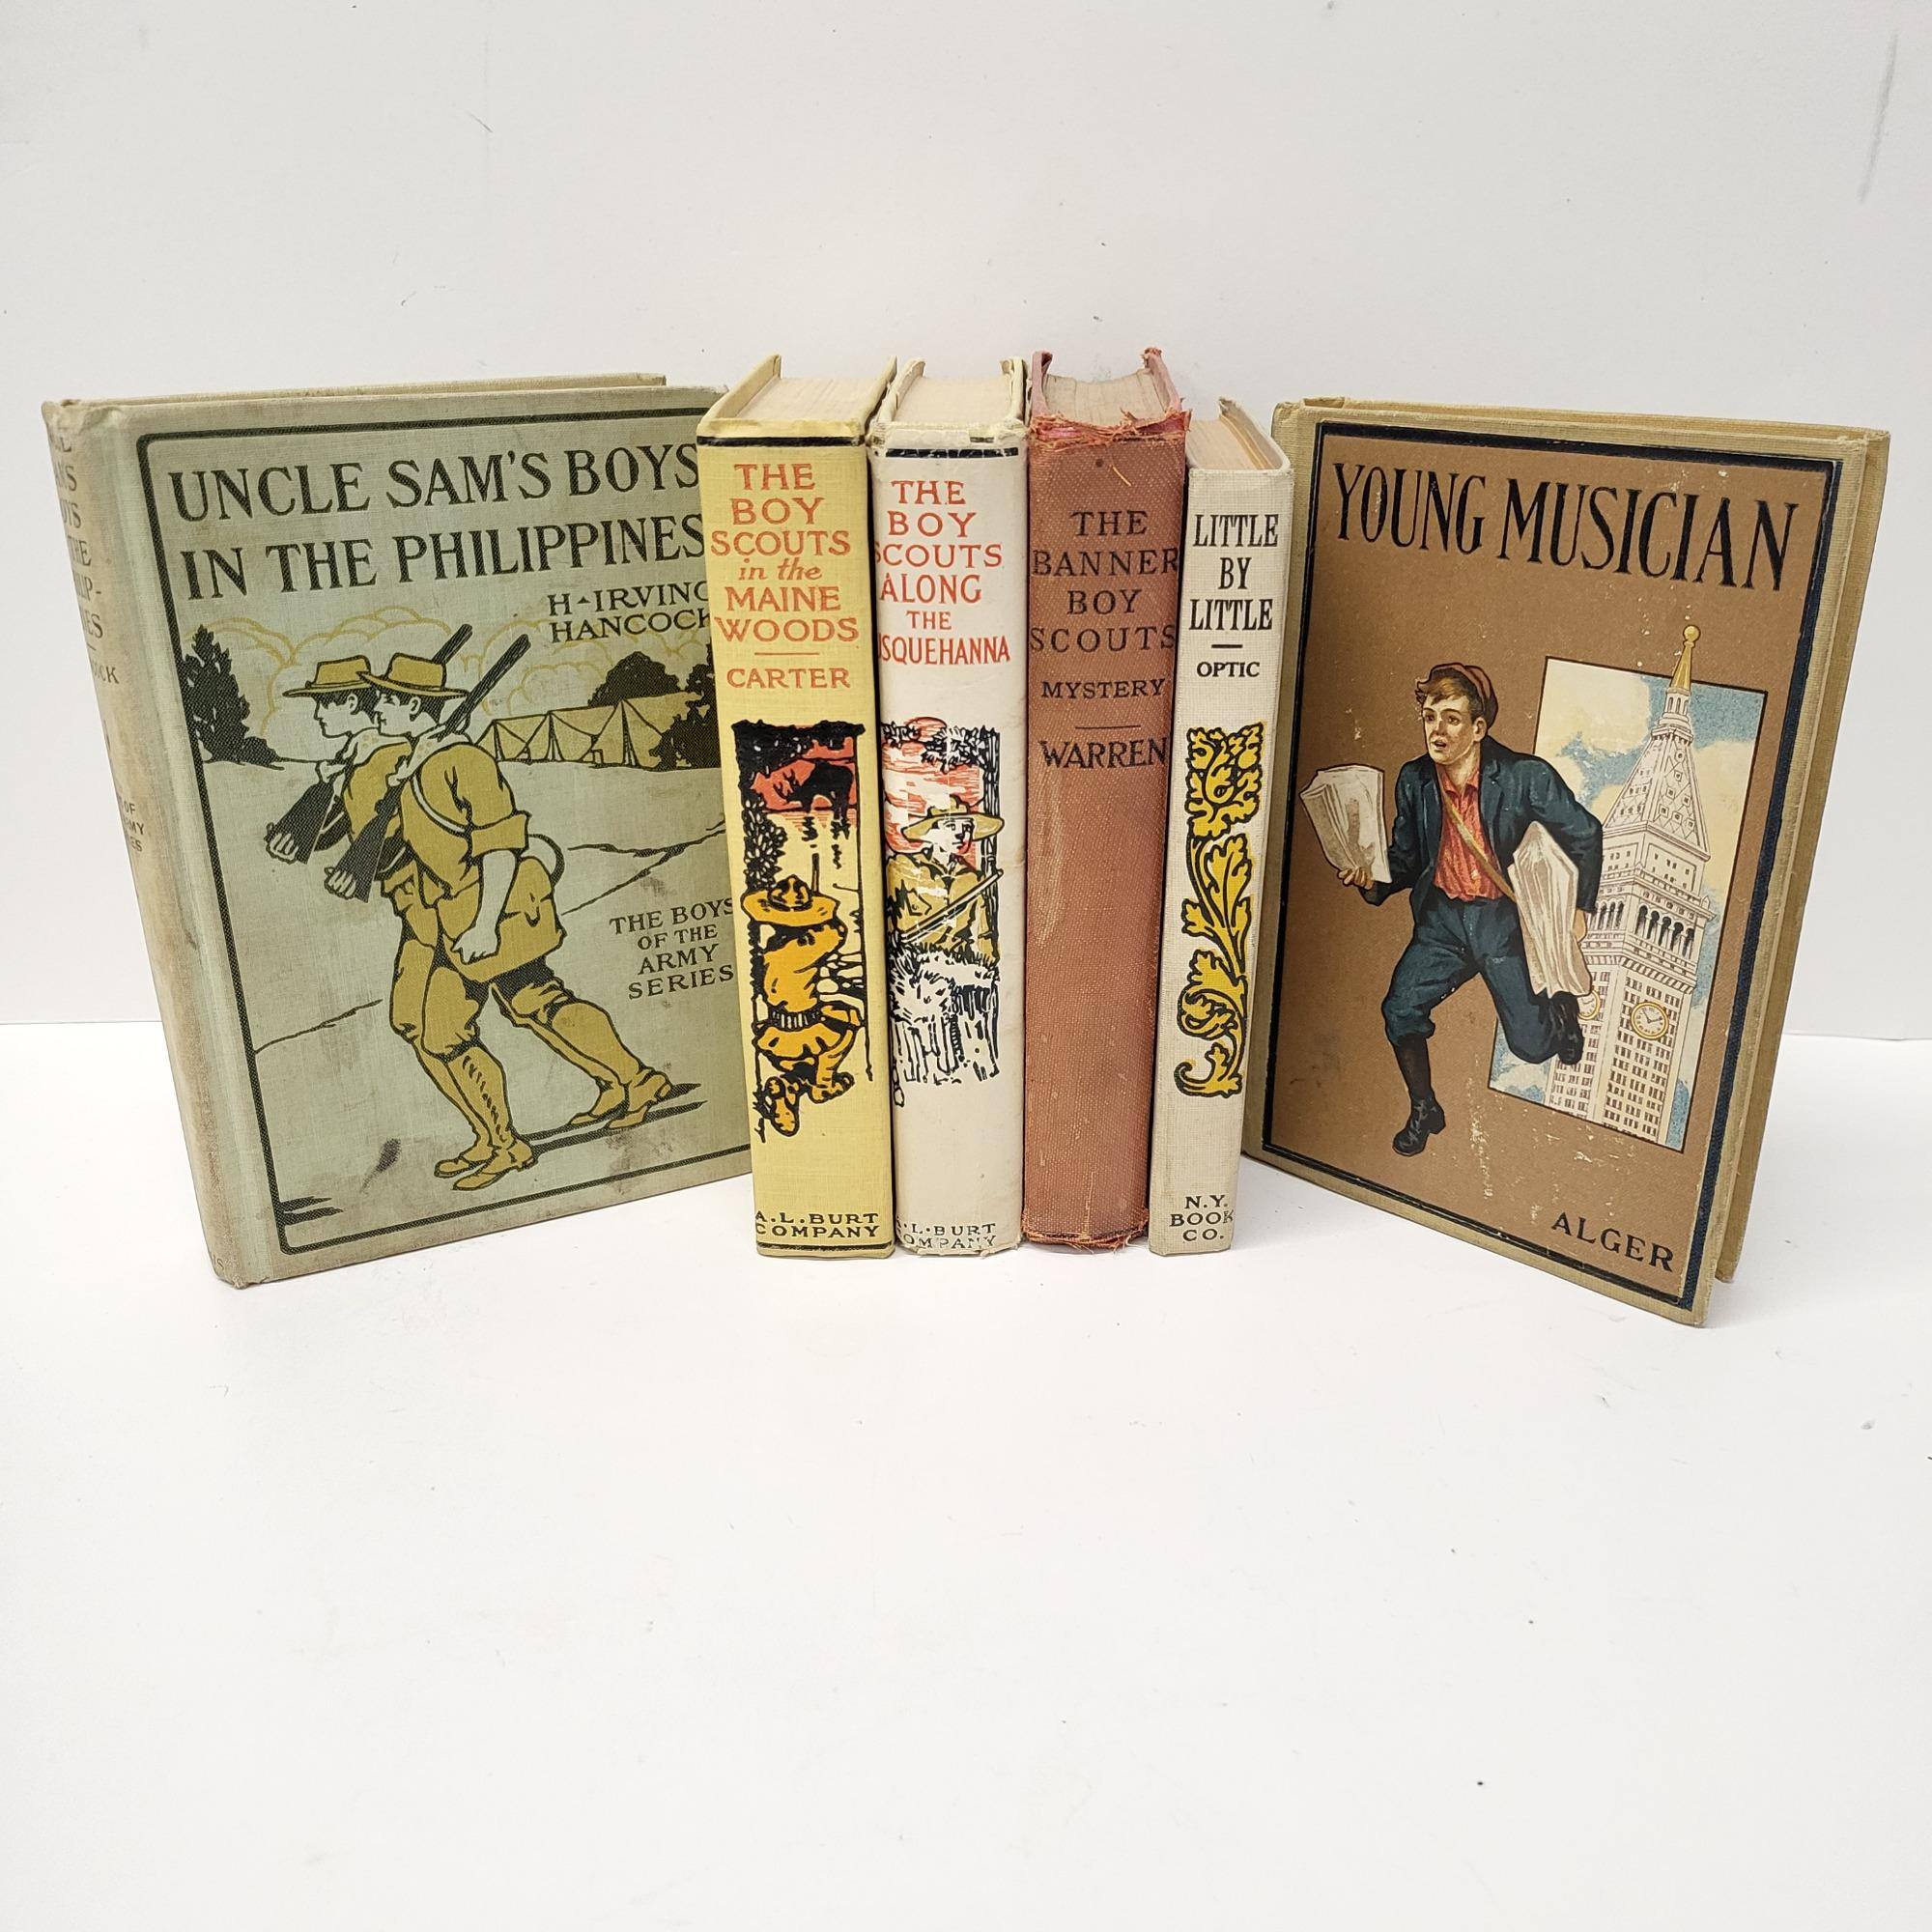 UNCLE SAM'S BOYS
IN THE PHILIPPINES
H-IRVING
HANCOCK
THE BOYS
OF THE
ARMY
SERIES
THE
BOY
SCOUTS
in the
MAINE
WOODS
CARTER
A.L.BURT
COMPANY
THE
BOY
SCOUTS
ALONG
THE
SQUEHANNA
A.L.BURT
COMPANY
THE
BANNER
BOY
SCOUTS
MYSTERY
WARREN
LITTLE
BY
LITTLE
OPTIC
N.Y.
BOOK
CO.
YOUNG MUSICIAN
ALGER